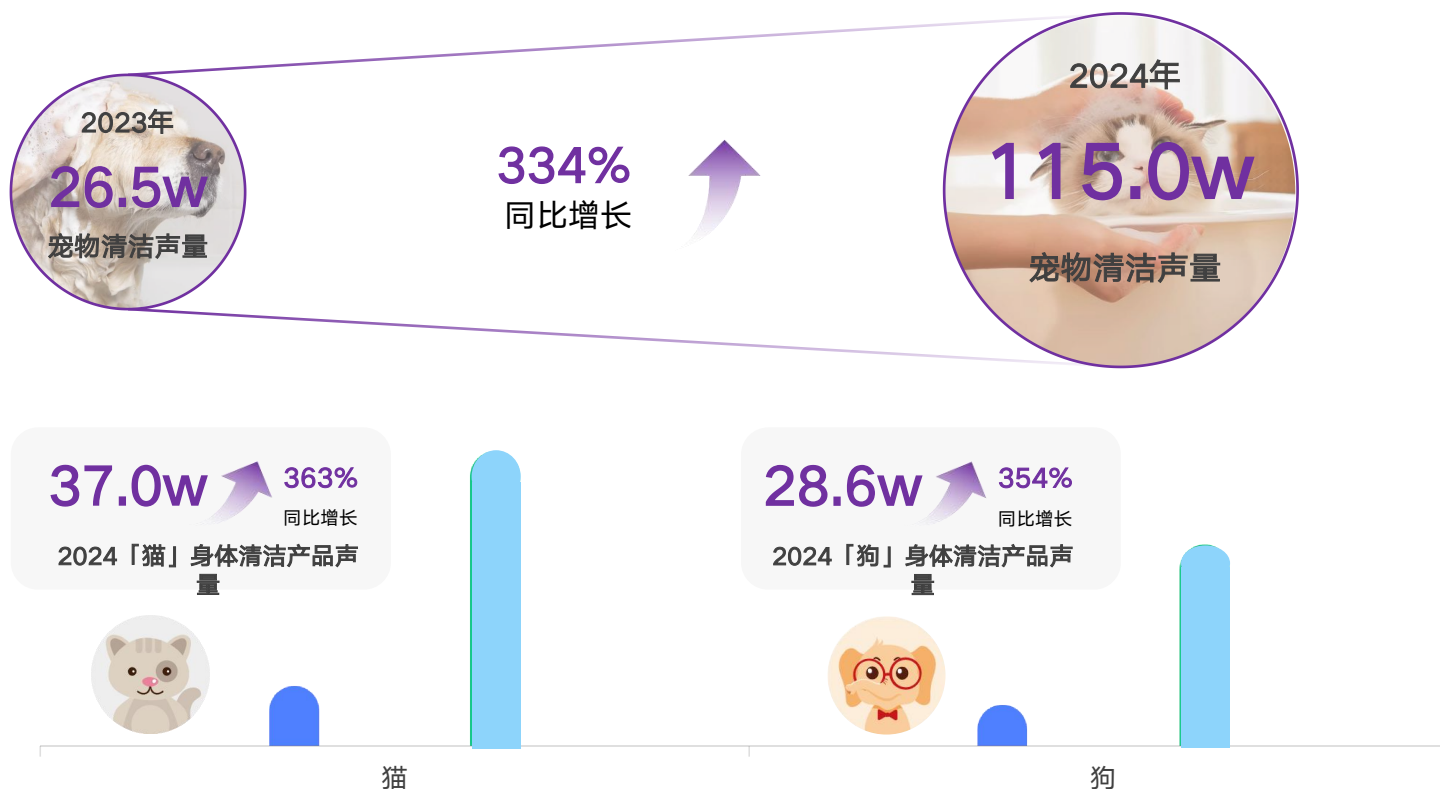 2023年
26.5w
宠物清洁声量
334%
同比增长
2024年
115.0w
宠物清洁声量
37.0w
363%
同比增长
2024「猫」身体清洁产品声
量
28.6w
354%
同比增长
2024「狗」身体清洁产品声
量
猫
狗